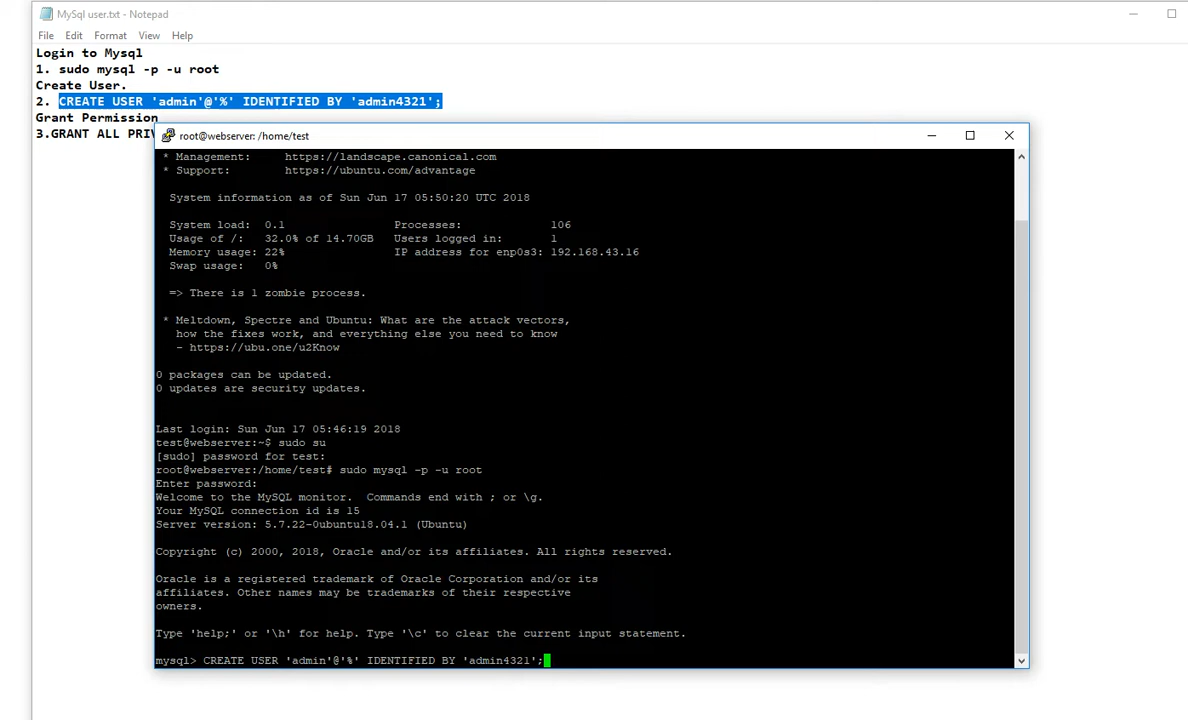 MySql user.txt - Notepad
File Edit Format View Help
Login to Mysql
1. sudo mysql -p -u root
Create User.
2. CREATE USER 'admin'@'%' IDENTIFIED BY 'admin4321';
Grant Permission
3.GRANT ALL PRIV
root@webserver: /home/test
* Management: https://landscape.canonical.com
* Support: https://ubuntu.com/advantage
System information as of Sun Jun 17 05:50:20 UTC 2018
System load: 0.1 Processes: 106
Usage of /: 32.0% of 14.70GB Users logged in: 1
Memory usage: 22% IP address for enp0s3: 192.168.43.16
Swap usage: 0%
=> There is 1 zombie process.
* Meltdown, Spectre and Ubuntu: What are the attack vectors,
how the fixes work, and everything else you need to know
- https://ubu.one/u2Know
0 packages can be updated.
0 updates are security updates.
Last login: Sun Jun 17 05:46:19 2018
test@webserver:~$ sudo su
[sudo] password for test:
root@webserver:/home/test# sudo mysql -p -u root
Enter password:
Welcome to the MySQL monitor.  Commands end with ; or \g.
Your MySQL connection id is 15
Server version: 5.7.22-0ubuntu18.04.1 (Ubuntu)
Copyright (c) 2000, 2018, Oracle and/or its affiliates. All rights reserved.
Oracle is a registered trademark of Oracle Corporation and/or its
affiliates. Other names may be trademarks of their respective
owners.
Type 'help;' or '\h' for help. Type '\c' to clear the current input statement.
mysql> CREATE USER 'admin'@'%' IDENTIFIED BY 'admin4321';